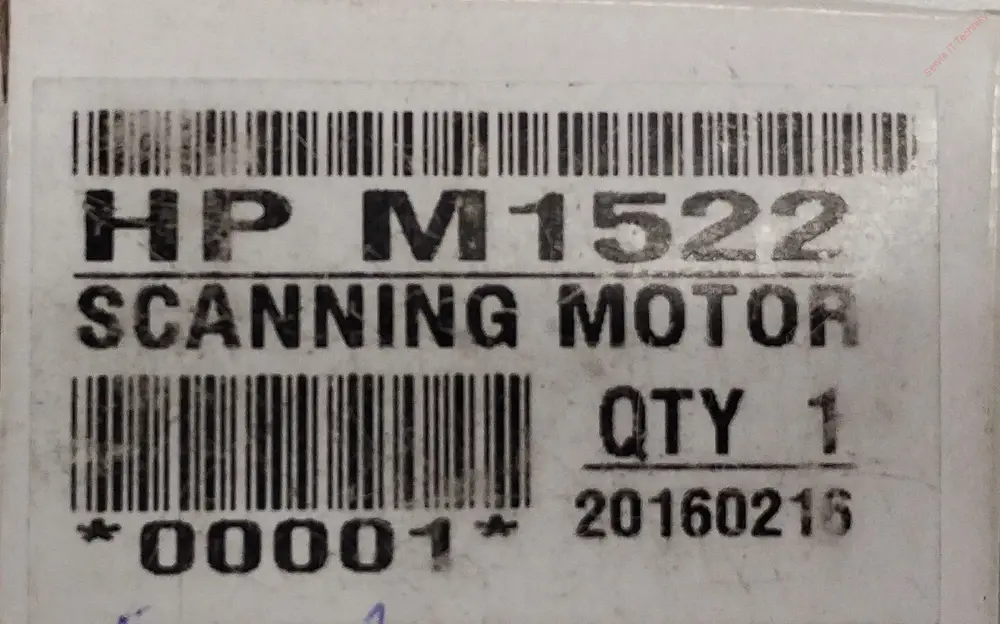 HP M1522
SCANNING MOTOR
QTY 1
*00001*
20160216